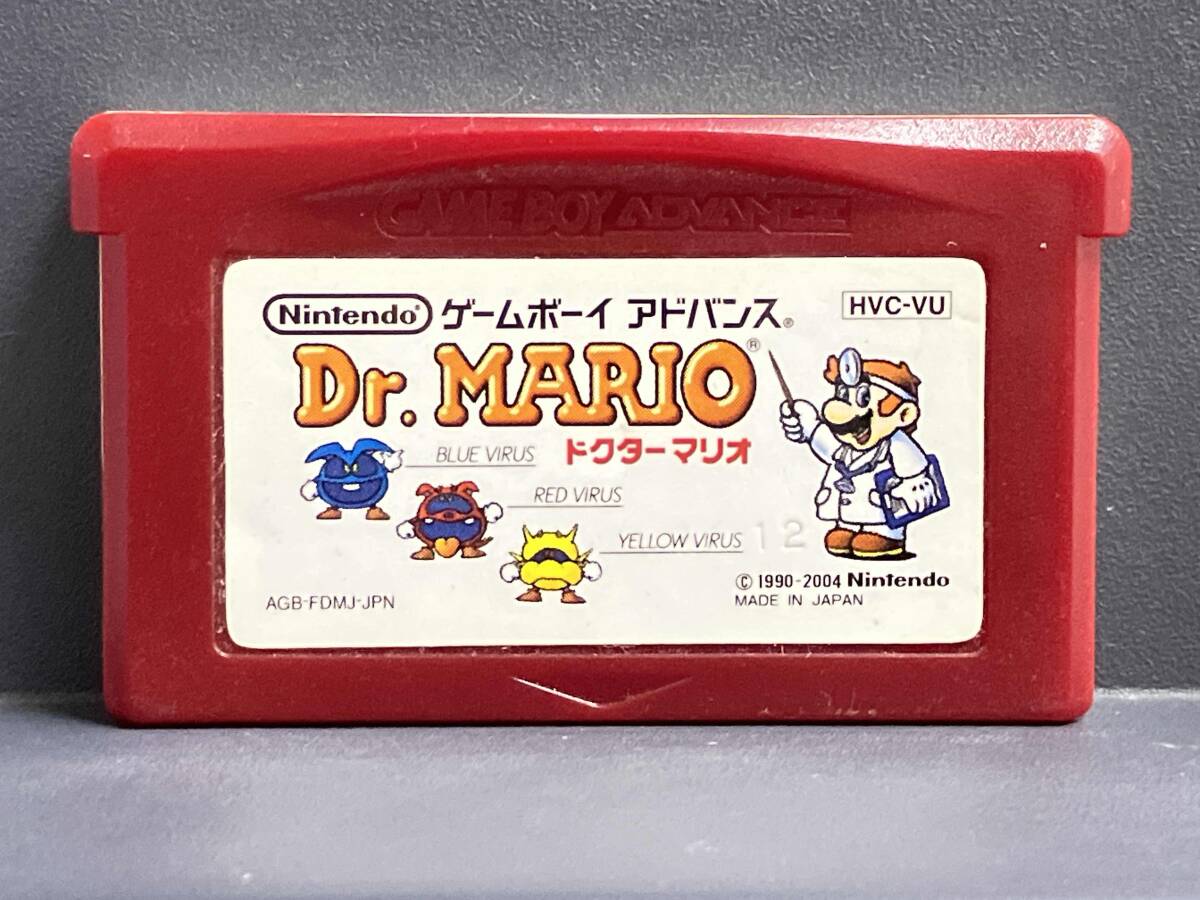 GAME BOY ADVANCE
Nintendo® ゲームボーイ アドバンス® HVC-VU
Dr. MARIO®
BLUE VIRUS ドクターマリオ
RED VIRUS
YELLOW VIRUS 12
© 1990-2004 Nintendo
AGB-FDMJ-JPN MADE IN JAPAN